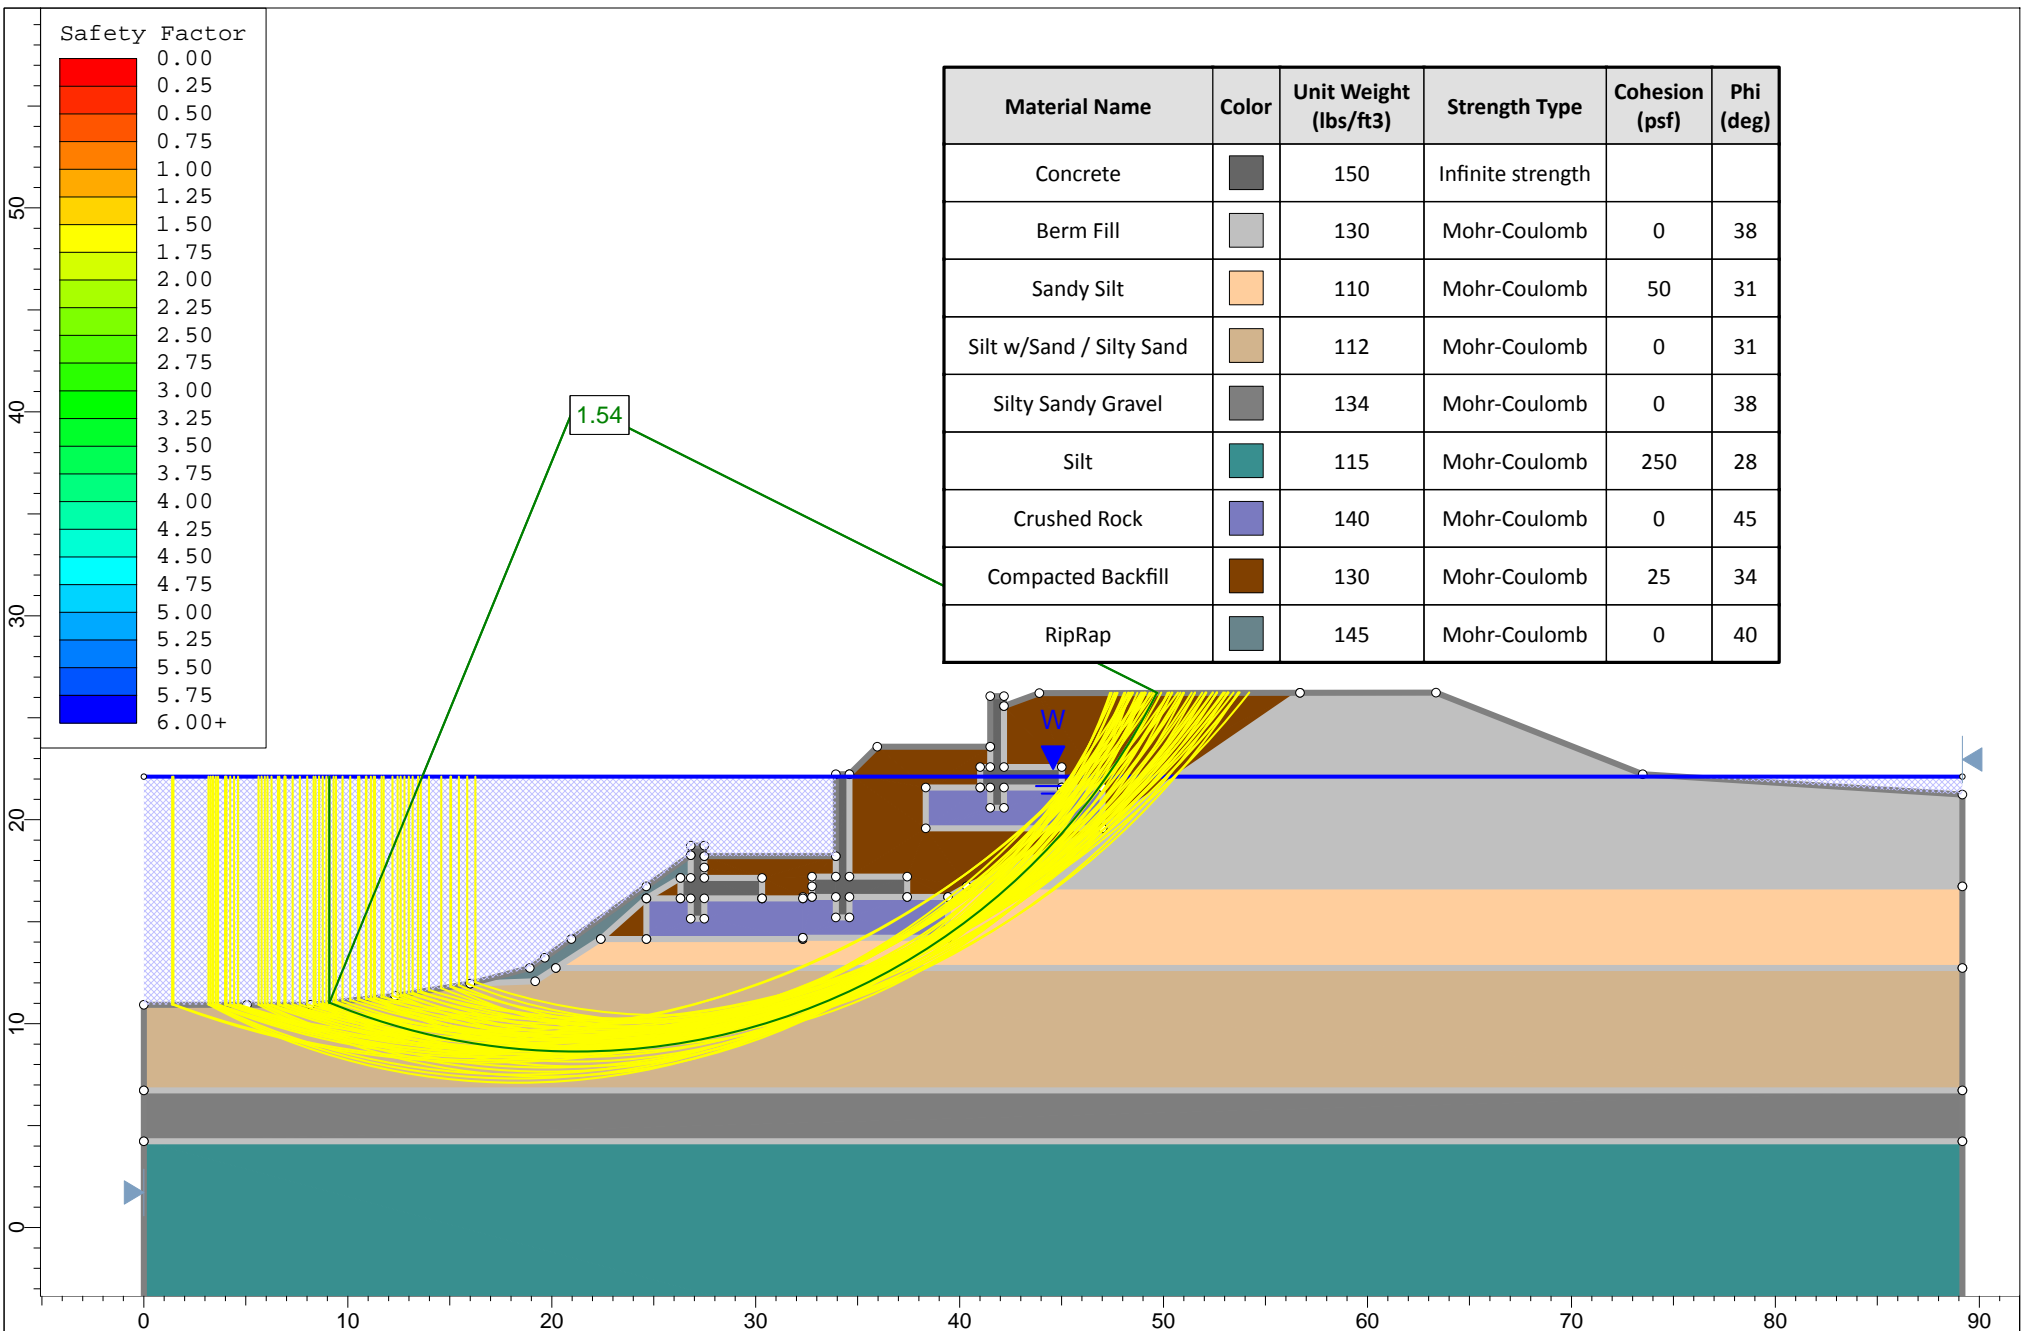 Safety Factor
0.00
0.25
0.50
0.75
1.00
1.25
1.50
1.75
2.00
2.25
2.50
2.75
3.00
3.25
3.50
3.75
4.00
4.25
4.50
4.75
5.00
5.25
5.50
5.75
6.00+
Material Name Color Unit Weight (lbs/ft3) Strength Type Cohesion (psf) Phi (deg)
Concrete 150 Infinite strength
Berm Fill 130 Mohr-Coulomb 0 38
Sandy Silt 110 Mohr-Coulomb 50 31
Silt w/Sand / Silty Sand 112 Mohr-Coulomb 0 31
Silty Sandy Gravel 134 Mohr-Coulomb 0 38
Silt 115 Mohr-Coulomb 250 28
Crushed Rock 140 Mohr-Coulomb 0 45
Compacted Backfill 130 Mohr-Coulomb 25 34
RipRap 145 Mohr-Coulomb 0 40
1.54
W
50
40
30
20
10
0
0 10 20 30 40 50 60 70 80 90